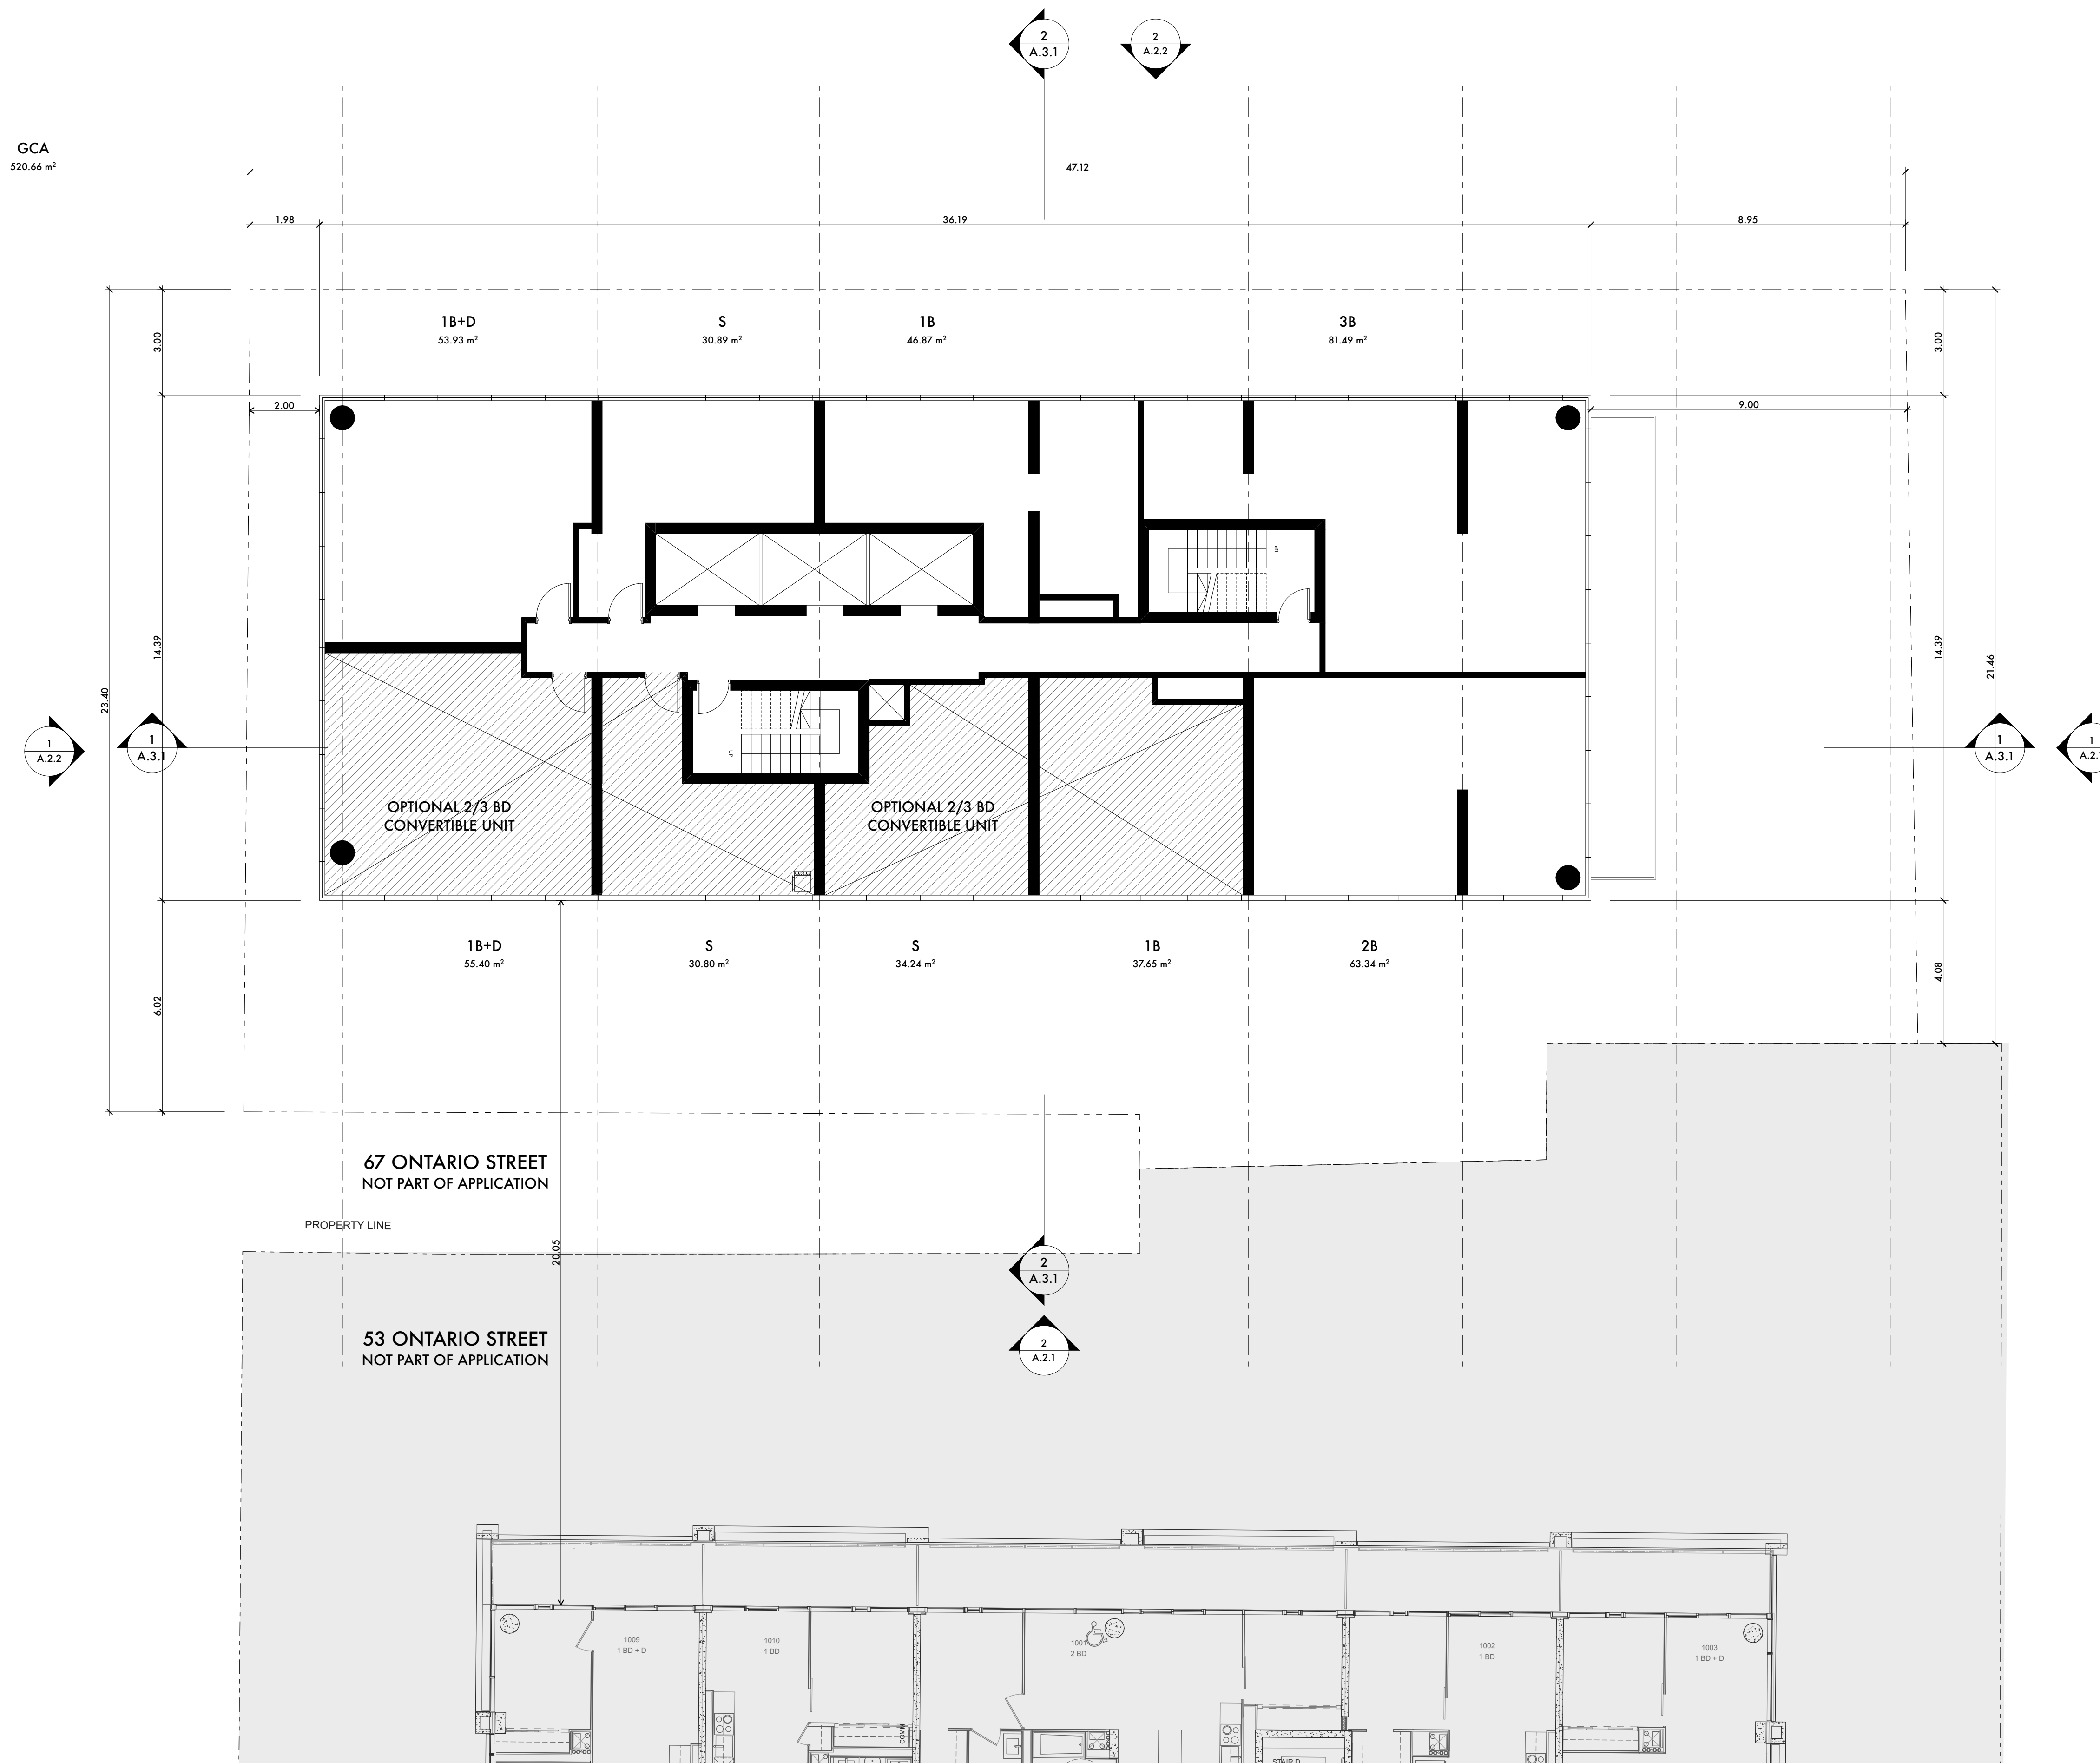 2
A.3.1
2
A.2.2
GCA
520.66 m²
47.12
1.98
36.19
8.95
1B+D
53.93 m²
S
30.89 m²
1B
46.87 m²
3B
81.49 m²
3.00
3.00
2.00
9.00
UP
14.39
14.39
23.40
21.46
1
A.2.2
1
A.3.1
UP
1
A.3.1
1
OPTIONAL 2/3 BD
CONVERTIBLE UNIT
OPTIONAL 2/3 BD
CONVERTIBLE UNIT
1B+D
55.40 m²
S
30.80 m²
S
34.24 m²
1B
37.65 m²
2B
63.34 m²
6.02
4.08
67 ONTARIO STREET
NOT PART OF APPLICATION
PROPERTY LINE
20.05
2
A.3.1
53 ONTARIO STREET
NOT PART OF APPLICATION
2
A.2.1
1009
1 BD + D
1010
1 BD
1001
2 BD
1002
1 BD
1003
1 BD + D
STAIR D